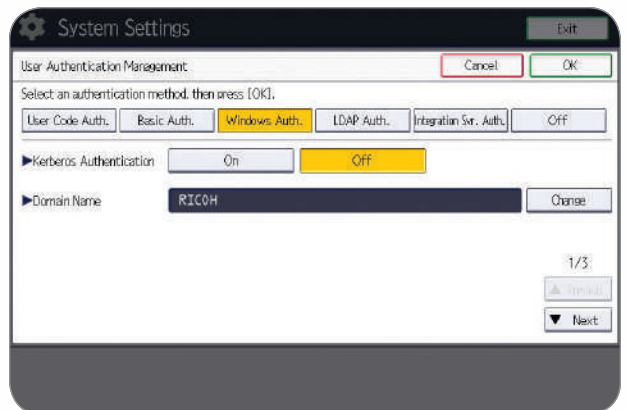 System Settings Exit
User Authentication Management Cancel OK
Select an authentication method, then press [OK].
User Code Auth. Basic Auth. Windows Auth. LDAP Auth. Integration Svr. Auth. Off
▶Kerberos Authentication On Off
▶Domain Name RICOH Change
1/3
▲
▼ Next